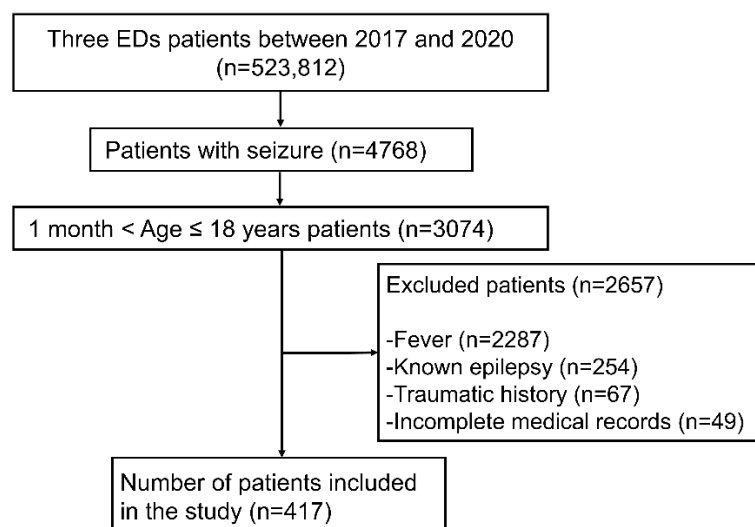 Three EDs patients between 2017 and 2020
(n=523,812)
Patients with seizure (n=4768)
1 month < Age ≤ 18 years patients (n=3074)
Excluded patients (n=2657)
-Fever (n=2287)
-Known epilepsy (n=254)
-Traumatic history (n=67)
-Incomplete medical records (n=49)
Number of patients included
in the study (n=417)